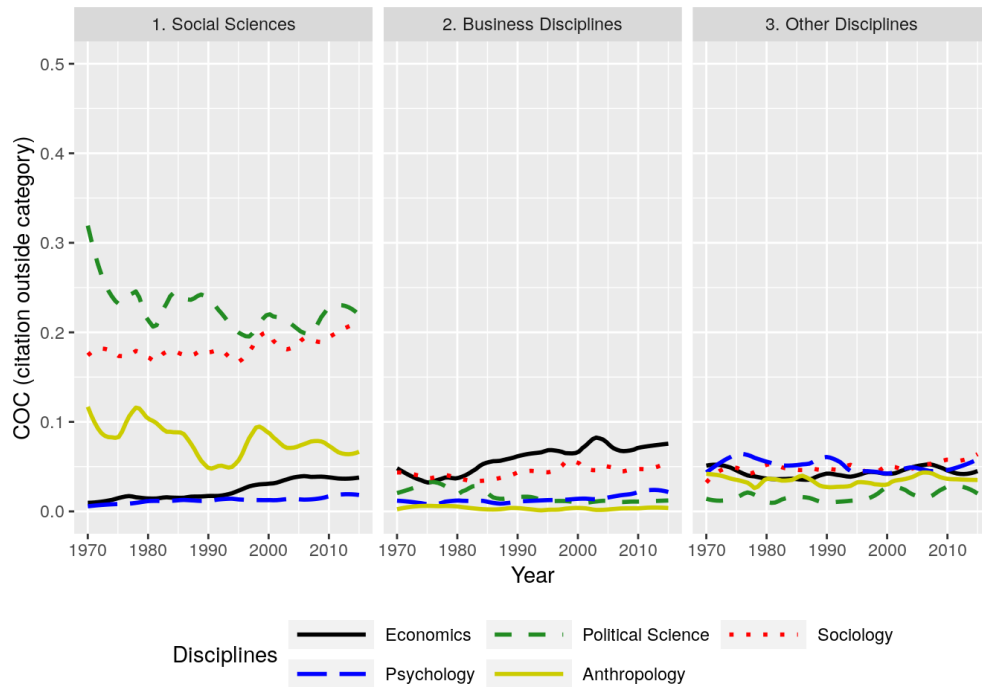 1. Social Sciences
2. Business Disciplines
3. Other Disciplines
COC (citation outside category)
0.5
0.4
0.3
0.2
0.1
0.0
1970 1980 1990 2000 2010
1970 1980 1990 2000 2010
1970 1980 1990 2000 2010
Year
Disciplines
Economics
Political Science
Sociology
Psychology
Anthropology